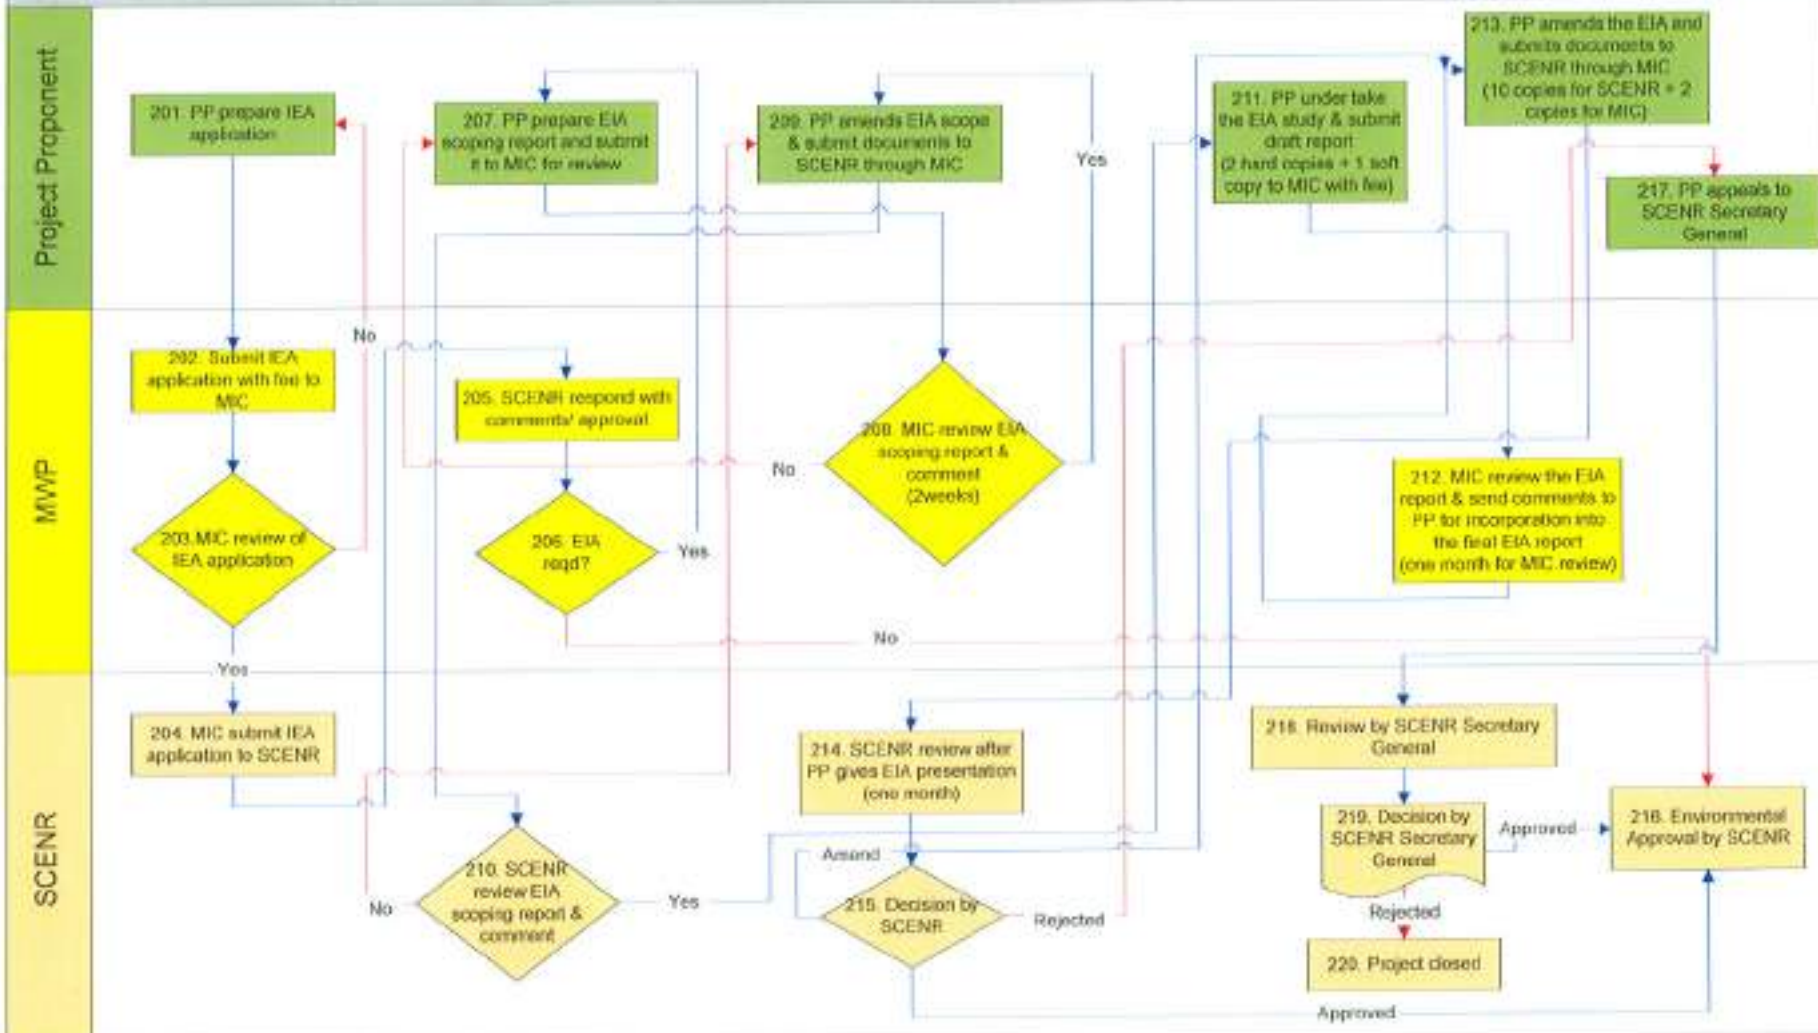 Project Proponent
201. PP prepare IEA
application
207. PP prepare EIA
scoping report and submit
it to MIC for review
209. PP amends EIA scope
& submit documents to
SCENR through MIC
Yes
211. PP under take
the EIA study & submit
draft report
(2 hard copies + 1 soft
copy to MIC with fee)
213. PP amends the EIA and
submits documents to
SCENR through MIC
(10 copies for SCENR + 2
copies for MIC)
217. PP appeals to
SCENR Secretary
General
MWP
No
202. Submit IEA
application with fee to
MIC
203.MIC review of
IEA application
205. SCENR respond with
comments/ approval
206. EIA
reqd?
Yes
No
208. MIC review EIA
scoping report &
comment
(2weeks)
212. MIC review the EIA
report & send comments to
PP for incorporation into
the final EIA report
(one month for MIC review)
No
Yes
SCENR
204. MIC submit IEA
application to SCENR
No
210. SCENR
review EIA
scoping report &
comment
Yes
214. SCENR review after
PP gives EIA presentation
(one month)
Amend
215. Decision by
SCENR
Rejected
218. Review by SCENR Secretary
General
219. Decision by
SCENR Secretary
General
Approved
216. Environmental
Approval by SCENR
Rejected
220. Project closed
Approved